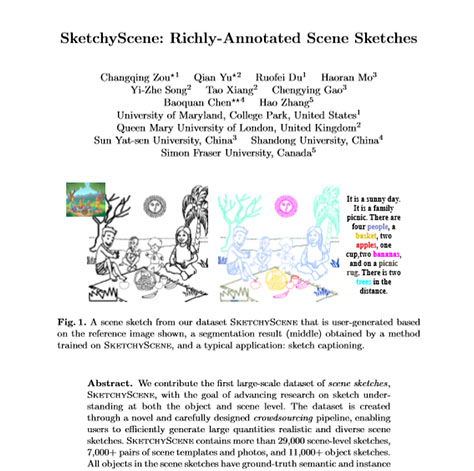 SketchyScene: Richly-Annotated Scene Sketches
Changqing Zou⋆1 Qian Yu⋆2 Ruofei Du1 Haoran Mo3
Yi-Zhe Song2 Tao Xiang2 Chengying Gao3
Baoquan Chen⋆⋆4 Hao Zhang5
University of Maryland, College Park, United States1
Queen Mary University of London, United Kingdom2
Sun Yat-sen University, China3 Shandong University, China4
Simon Fraser University, Canada5
It is a sunny day.
It is a family
picnic. There are
four people, a
basket, two
apples, one
cup,two bananas,
and on a picnic
rug. There is two
trees in the
distance.
Fig. 1. A scene sketch from our dataset SKETCHYSCENE that is user-generated based
on the reference image shown, a segmentation result (middle) obtained by a method
trained on SKETCHYSCENE, and a typical application: sketch captioning.
Abstract. We contribute the first large-scale dataset of scene sketches,
SKETCHYSCENE, with the goal of advancing research on sketch under-
standing at both the object and scene level. The dataset is created
through a novel and carefully designed crowdsourcing pipeline, enabling
users to efficiently generate large quantities realistic and diverse scene
sketches. SKETCHYSCENE contains more than 29,000 scene-level sketches,
7,000+ pairs of scene templates and photos, and 11,000+ object sketches.
All objects in the scene sketches have ground-truth semantic and instance